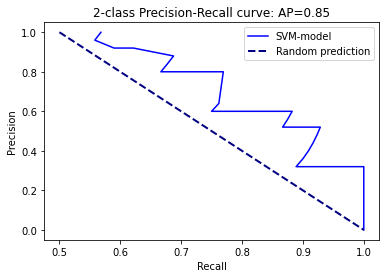 2-class Precision-Recall curve: AP=0.85
SVM-model
Random prediction
Precision
1.0
0.8
0.6
0.4
0.2
0.0
0.5 0.6 0.7 0.8 0.9 1.0
Recall